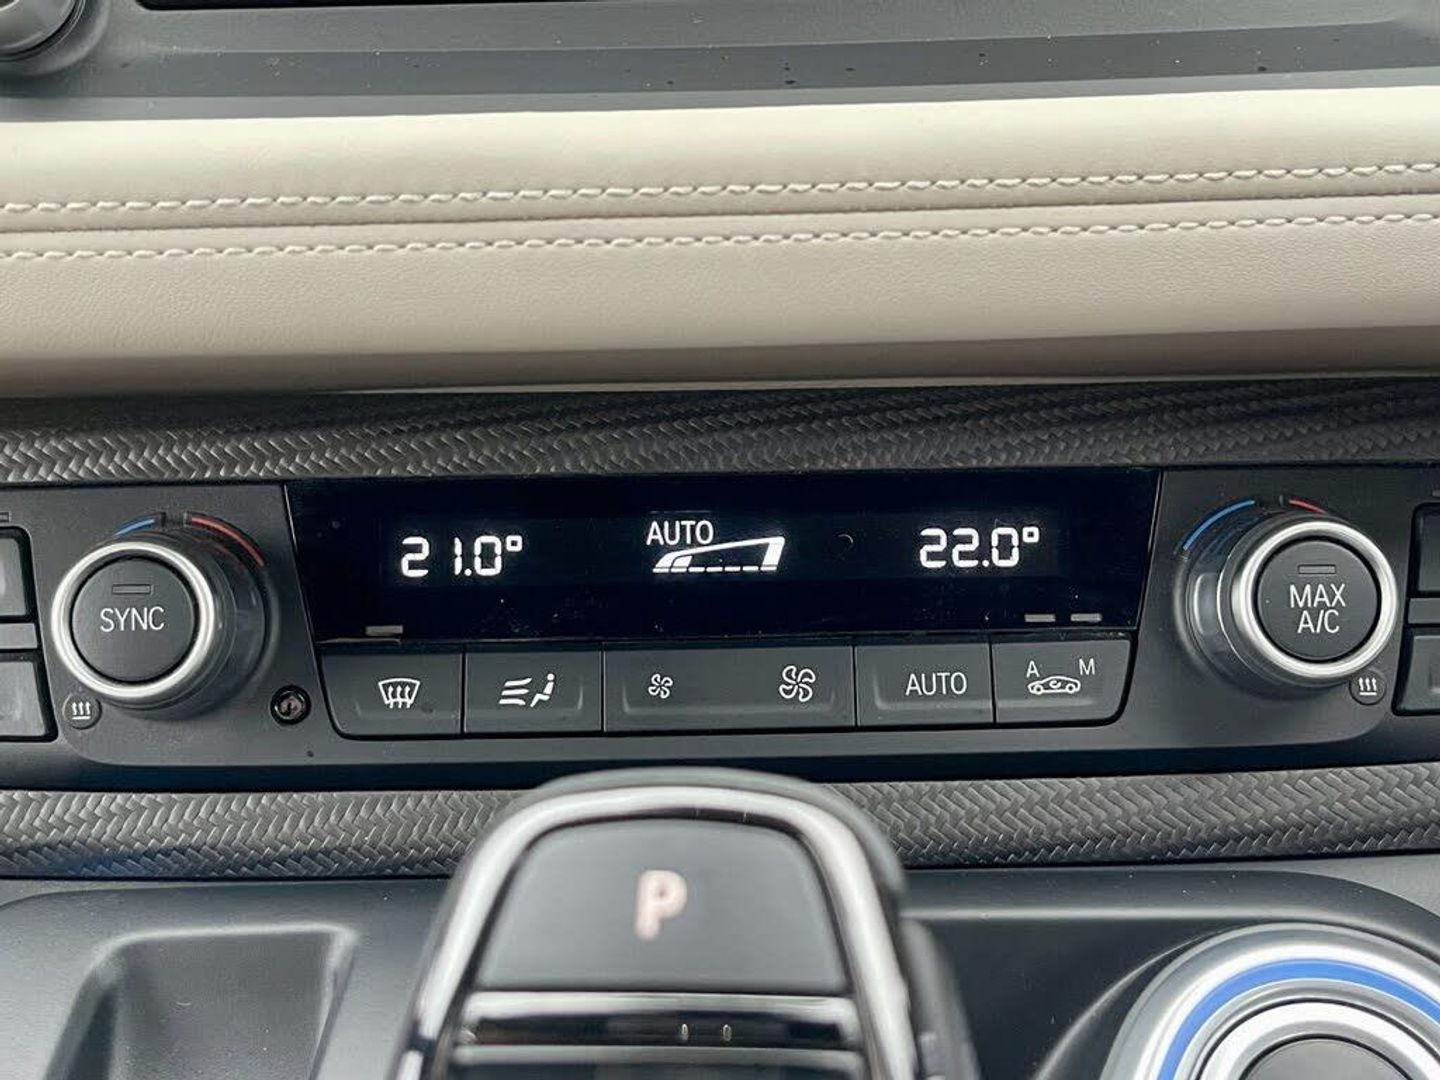 21.0° AUTO 22.0°
SYNC
MAX
A/C
AUTO
A M
P